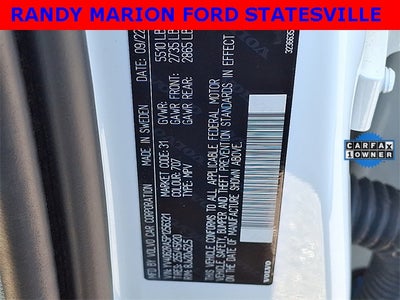 RANDY MARION FORD STATESVILLE
MFD. BY VOLVO CAR CORPORATION
MADE IN SWEDEN
DATE: 09/22
MARKET CODE: 31
COLOUR: 707
TYPE: MPV
GVWR: 5510 LB
GAWR FRONT: 2735 LB
GAWR REAR: 2865 LB
THIS VEHICLE CONFORMS TO ALL APPLICABLE FEDERAL MOTOR
VEHICLE SAFETY, BUMPER AND THEFT PREVENTION STANDARDS IN EFFECT
ON THE DATE OF MANUFACTURE SHOWN ABOVE.
VOLVO
CARFAX
1 OWNER